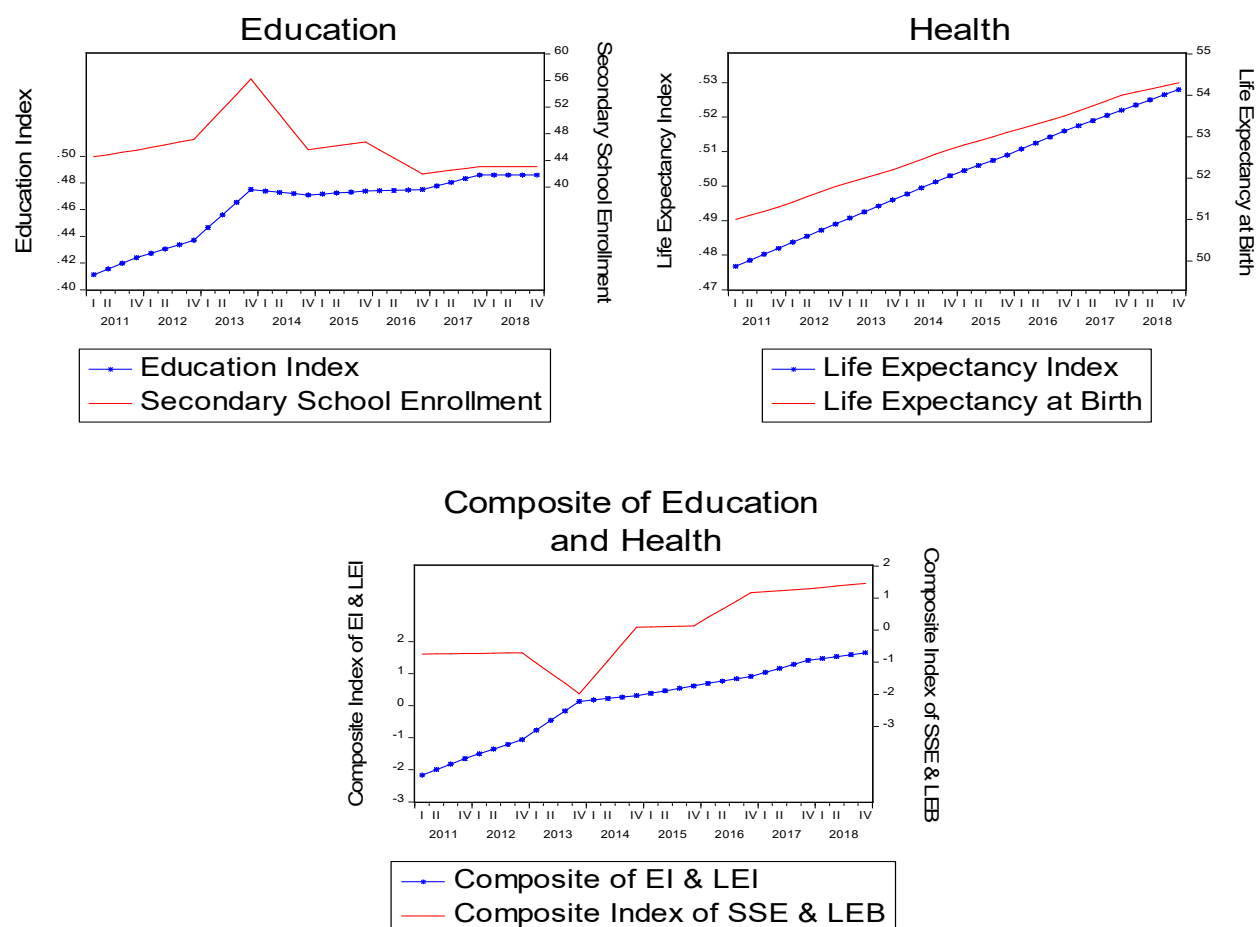 Education
Education Index
.50
.48
.46
.44
.42
.40
60
56
52
48
44
40
Secondary School Enrollment
I II IV I II IV I II IV I II IV I II IV I II IV I II IV I II IV
2011 2012 2013 2014 2015 2016 2017 2018
Education Index
Secondary School Enrollment
Health
Life Expectancy Index
.53
.52
.51
.50
.49
.48
.47
55
54
53
52
51
50
Life Expectancy at Birth
I II IV I II IV I II IV I II IV I II IV I II IV I II IV I II IV
2011 2012 2013 2014 2015 2016 2017 2018
Life Expectancy Index
Life Expectancy at Birth
Composite of Education
and Health
Composite Index of EI & LEI
2
1
0
-1
-2
-3
2
1
0
-1
-2
-3
Composite Index of SSE & LEB
I II IV I II IV I II IV I II IV I II IV I II IV I II IV I II IV
2011 2012 2013 2014 2015 2016 2017 2018
Composite of EI & LEI
Composite Index of SSE & LEB